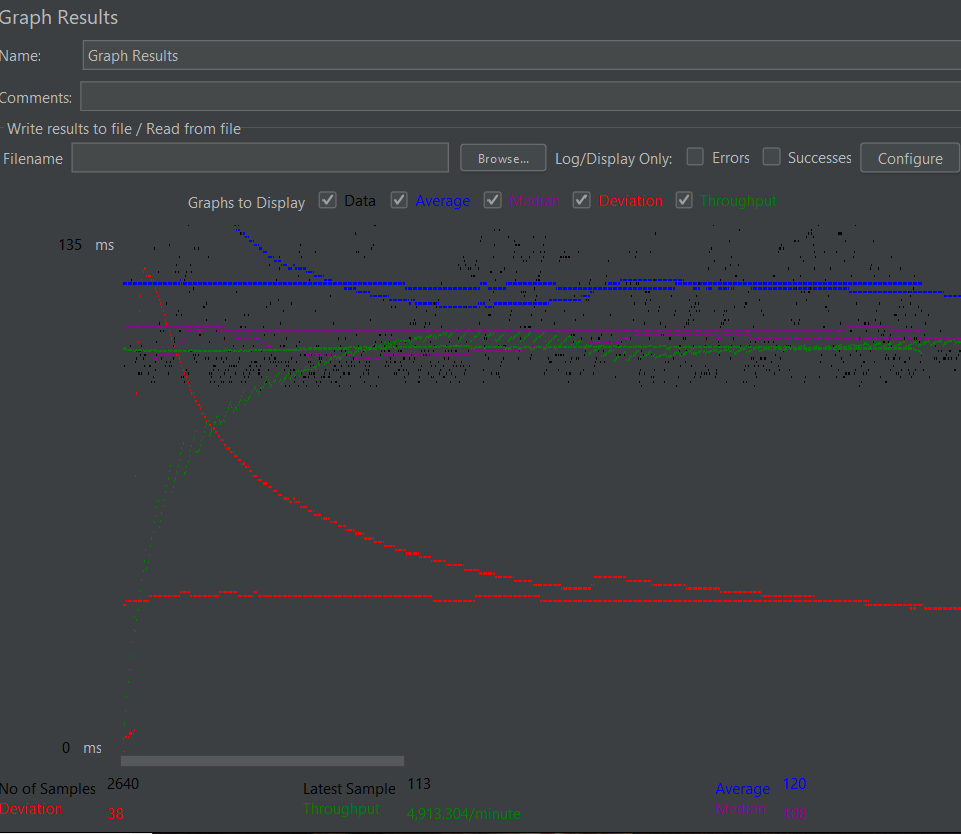 Graph Results
Name: Graph Results
Comments:
Write results to file / Read from file
Filename Browse... Log/Display Only: Errors Successes Configure
Graphs to Display Data Average Median Deviation Throughput
135 ms
0 ms
No of Samples 2640 Latest Sample 113 Average 120
Deviation 38 Throughput 4,913.304/minute Median 108